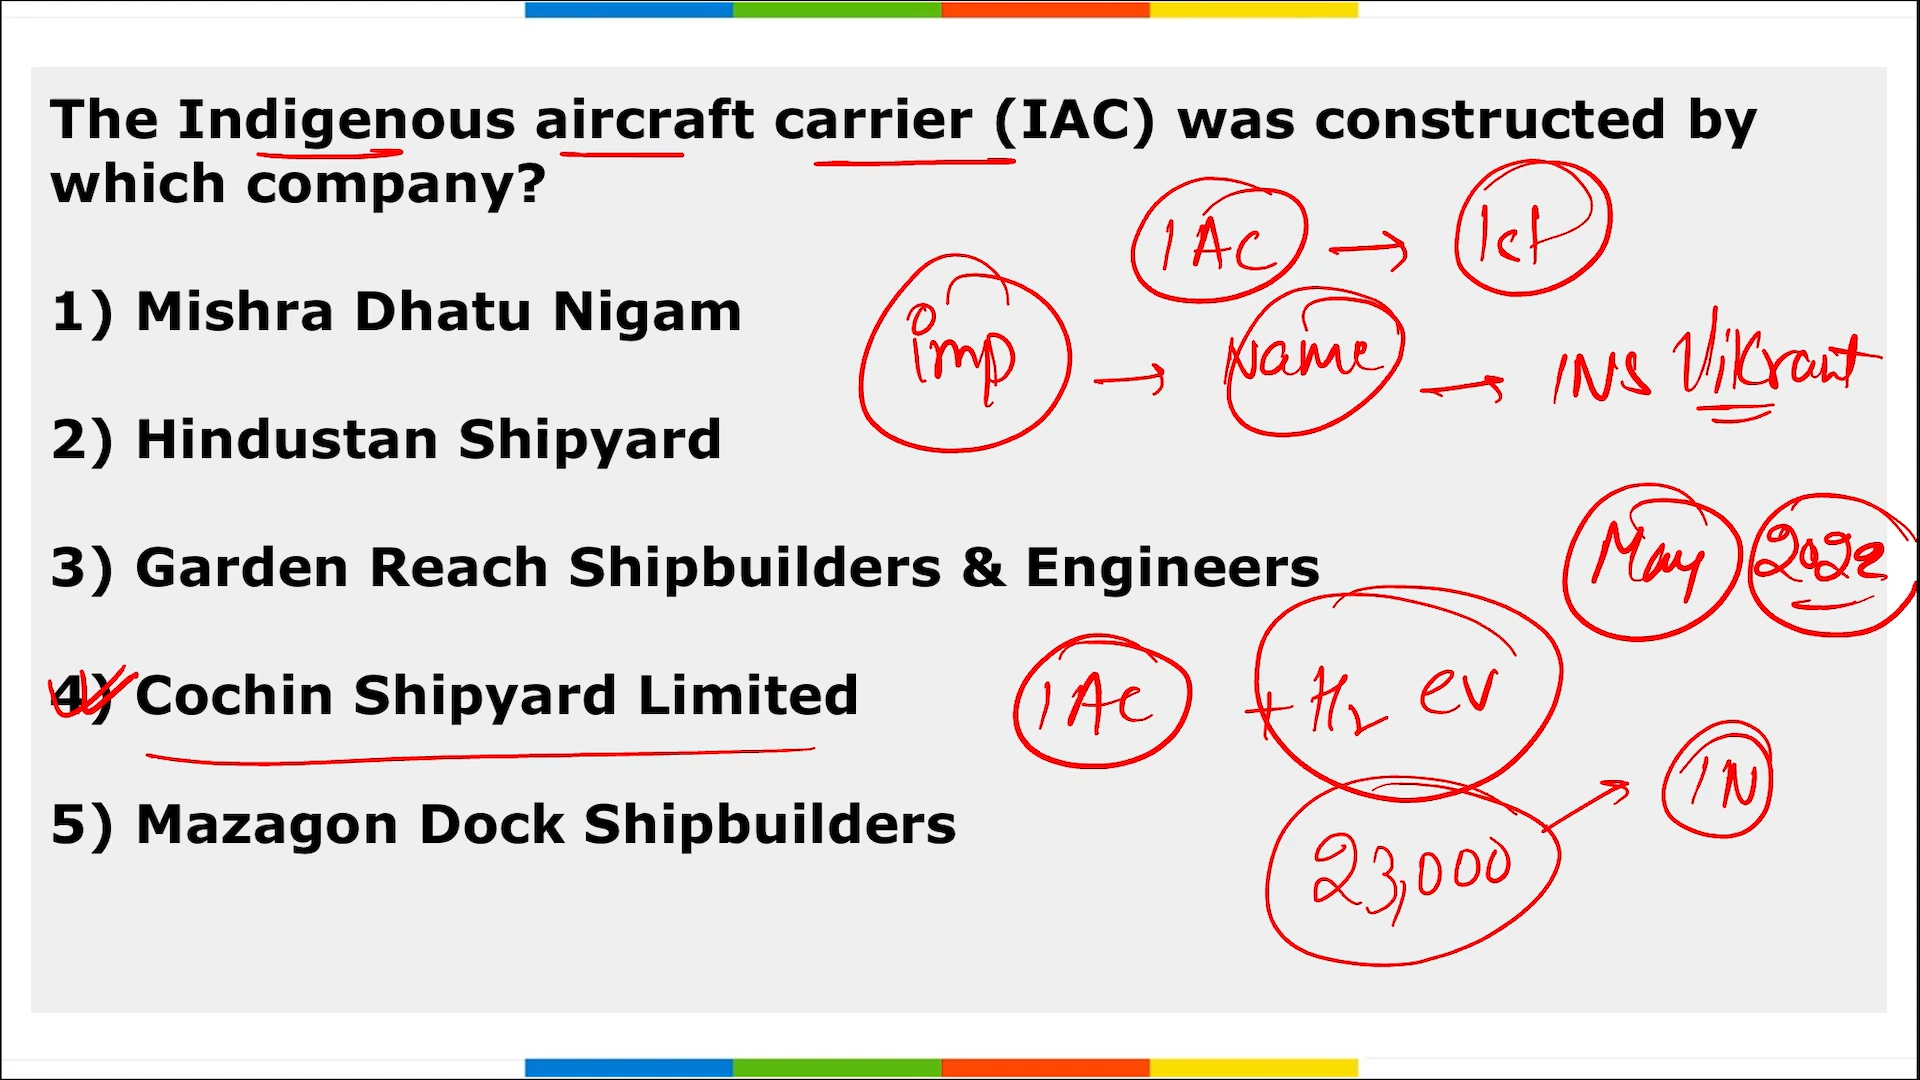 The Indigenous aircraft carrier (IAC) was constructed by
which company?
IAC → 1st
1) Mishra Dhatu Nigam
imp → Name → INS Vikrant
2) Hindustan Shipyard
May 2022
3) Garden Reach Shipbuilders & Engineers
4) Cochin Shipyard Limited
IAC + H2 ev
IN
5) Mazagon Dock Shipbuilders
23,000